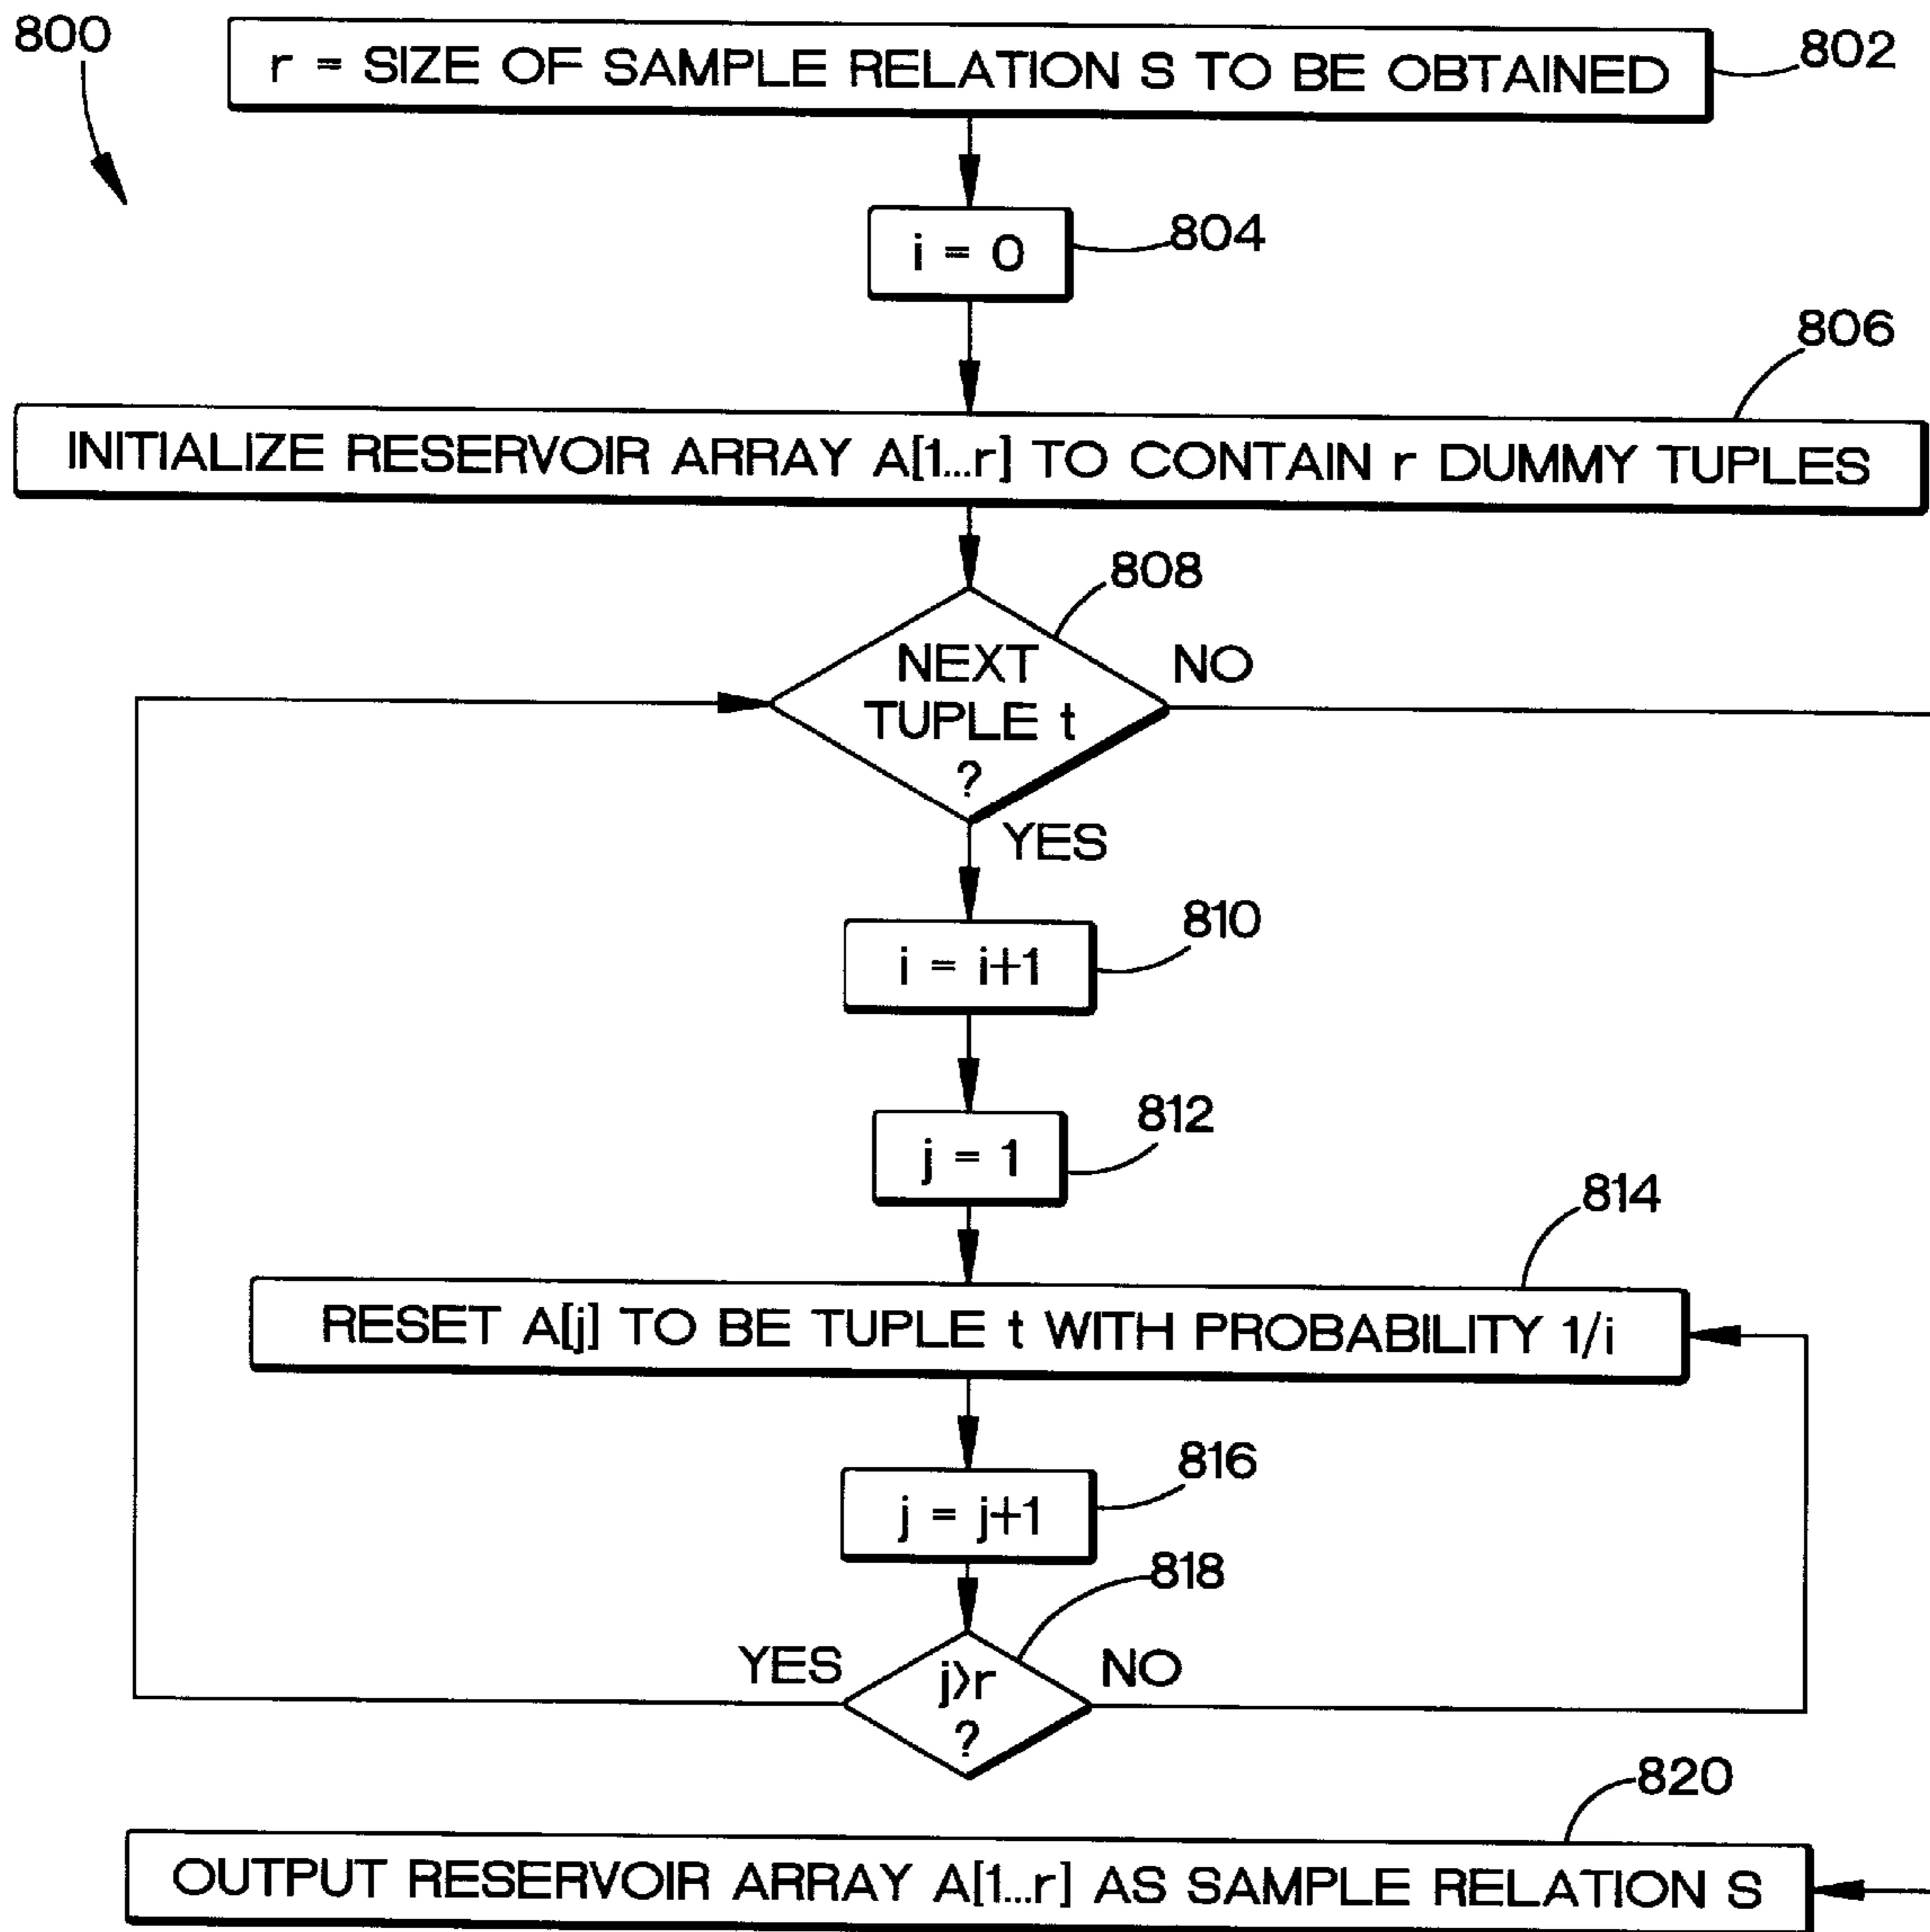 800
r = SIZE OF SAMPLE RELATION S TO BE OBTAINED
802
i = 0
804
806
INITIALIZE RESERVOIR ARRAY A[1...r] TO CONTAIN r DUMMY TUPLES
808
NEXT
TUPLE t
?
NO
YES
810
i = i+1
812
j = 1
814
RESET A[j] TO BE TUPLE t WITH PROBABILITY 1/i
816
j = j+1
818
YES
j>r
?
NO
820
OUTPUT RESERVOIR ARRAY A[1...r] AS SAMPLE RELATION S